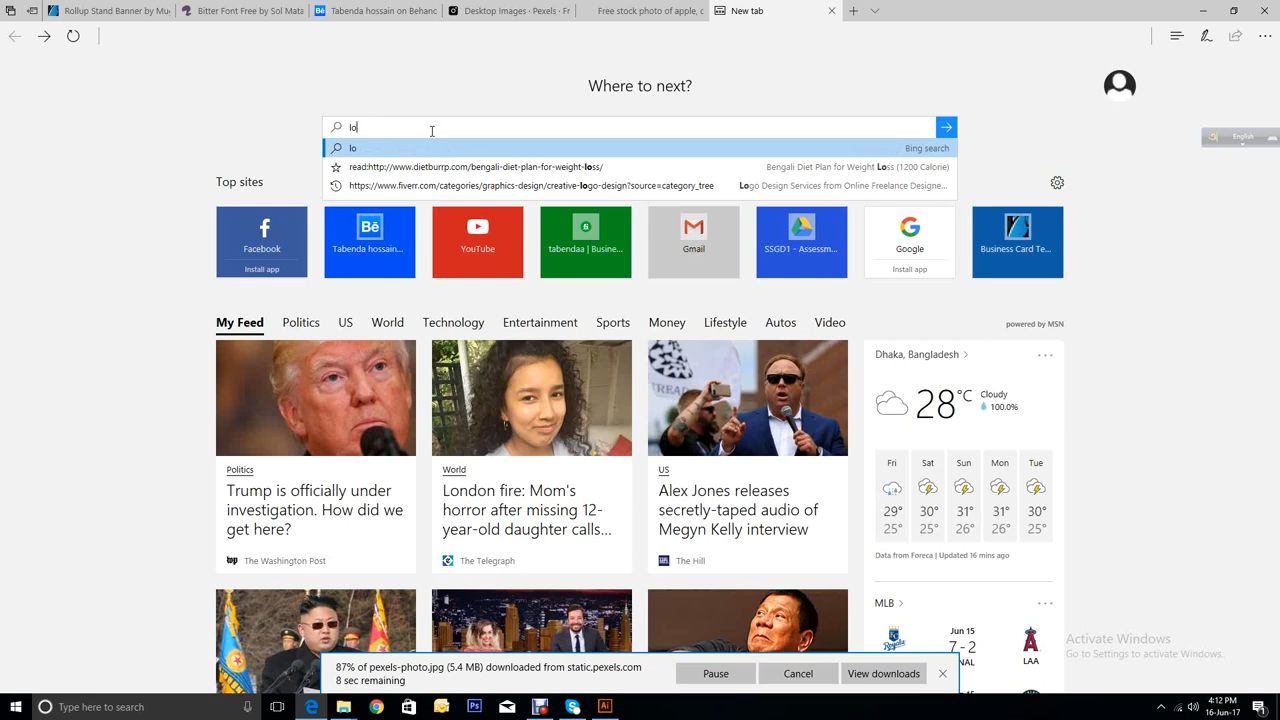 Rollup Stand Banner by Mu
Bitter Font Free by Sol Mata
Tabenda hossain on Behanc
Desktop Images · Pexels · Fr
Free stock photo of apple, c
New tab
Where to next?
lo
lo
Bing search
read:http://www.dietburrp.com/bengali-diet-plan-for-weight-loss/
Bengali Diet Plan for Weight Loss (1200 Calorie)
https://www.fiverr.com/categories/graphics-design/creative-logo-design?source=category_tree
Logo Design Services from Online Freelance Designe...
English
Top sites
Facebook
Install app
Tabenda hossain...
YouTube
tabendaa | Busine...
Gmail
SSGD1 - Assessm...
Google
Install app
Business Card Te...
My Feed
Politics
US
World
Technology
Entertainment
Sports
Money
Lifestyle
Autos
Video
powered by MSN
Politics
Trump is officially under
investigation. How did we
get here?
The Washington Post
World
London fire: Mom's
horror after missing 12-
year-old daughter calls...
The Telegraph
US
Alex Jones releases
secretly-taped audio of
Megyn Kelly interview
The Hill
Dhaka, Bangladesh
28 °C
Cloudy
100.0%
Fri Sat Sun Mon Tue
29° 30° 31° 31° 30°
25° 25° 26° 26° 25°
Data from Foreca | Updated 16 mins ago
MLB
Jun 15
7 - 2
NAL
LAA
Activate Windows
Go to Settings to activate Windows.
87% of pexels-photo.jpg (5.4 MB) downloaded from static.pexels.com
8 sec remaining
Pause
Cancel
View downloads
Type here to search
4:12 PM
16-Jun-17